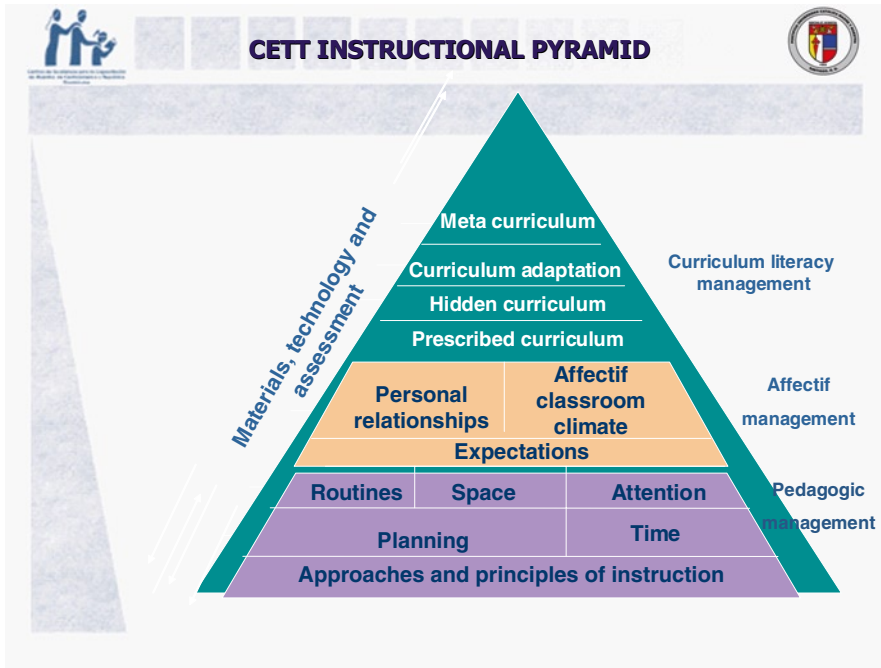 CETT INSTRUCTIONAL PYRAMID
Meta curriculum
Curriculum adaptation
Hidden curriculum
Prescribed curriculum
Curriculum literacy
management
Materials, technology and
assessment
Personal
relationships
Affectif
classroom
climate
Expectations
Affectif
management
Routines
Space
Attention
Planning
Time
Approaches and principles of instruction
Pedagogic
management